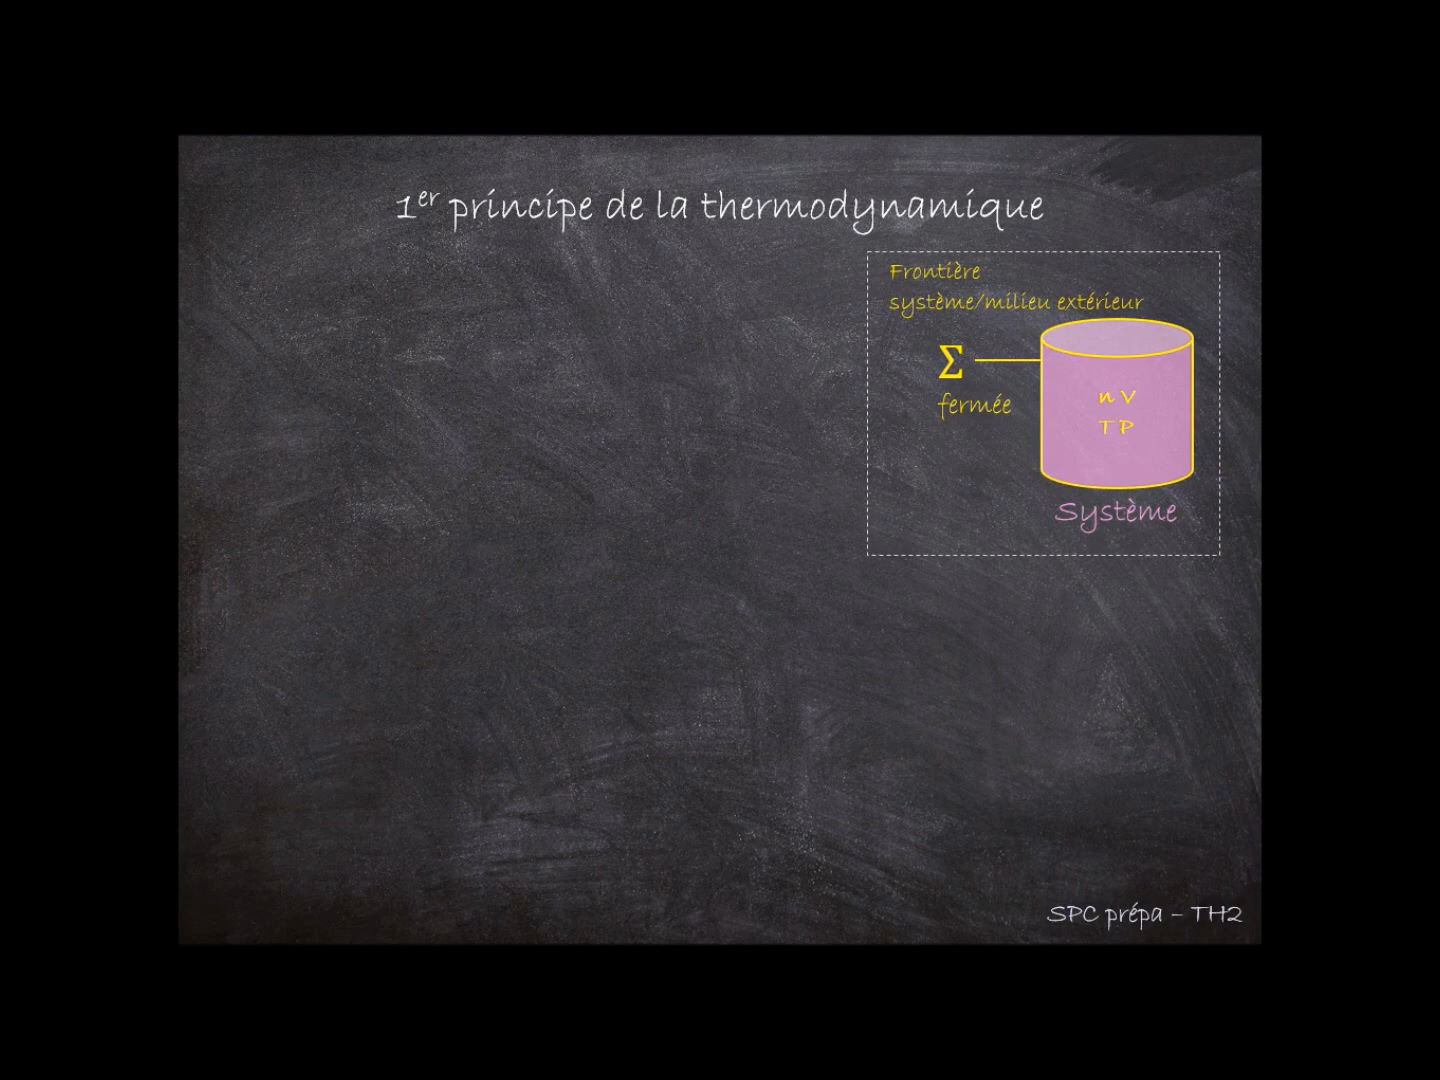 1er principe de la thermodynamique
Frontière
système/milieu extérieur
Σ
fermée
n V
T P
Système
SPC prépa – TH2